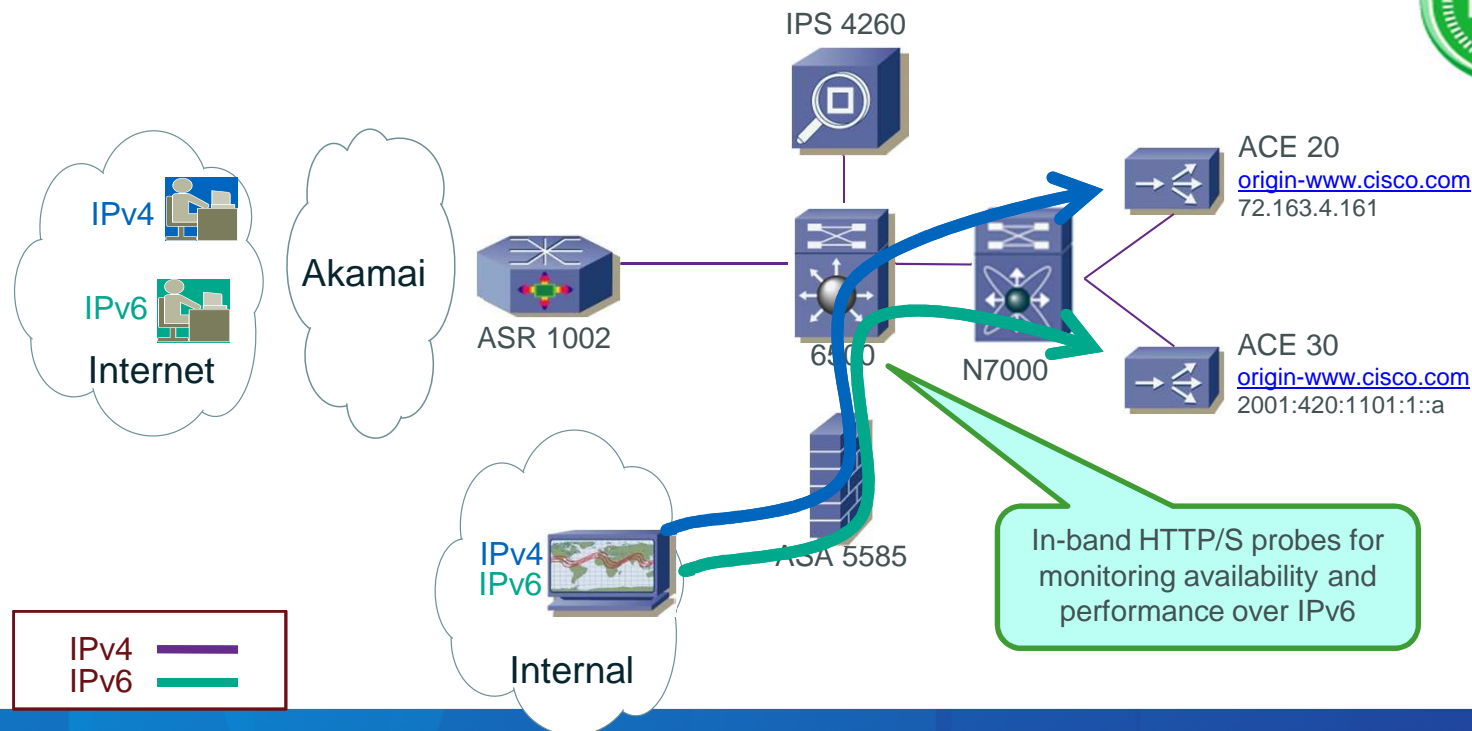 IPS 4260
ACE 20
origin-www.cisco.com
72.163.4.161
IPv4
IPv6
Internet
Akamai
ASR 1002
6500
N7000
ACE 30
origin-www.cisco.com
2001:420:1101:1::a
ASA 5585
In-band HTTP/S probes for
monitoring availability and
performance over IPv6
IPv4
IPv6
Internal
IPv4
IPv6